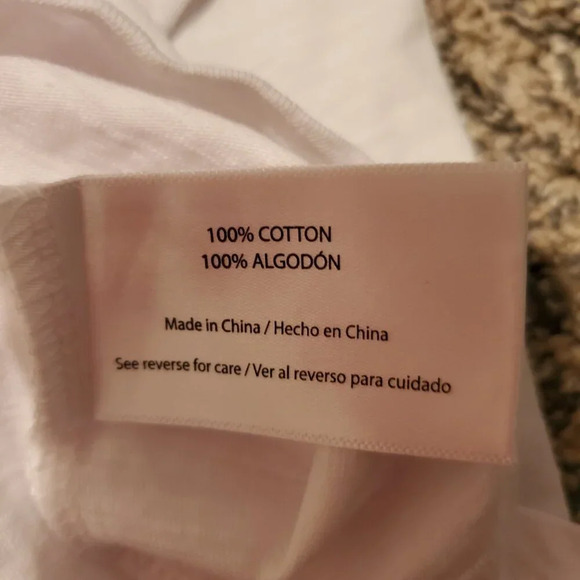 100% COTTON
100% ALGODÓN
Made in China / Hecho en China
See reverse for care / Ver al reverso para cuidado